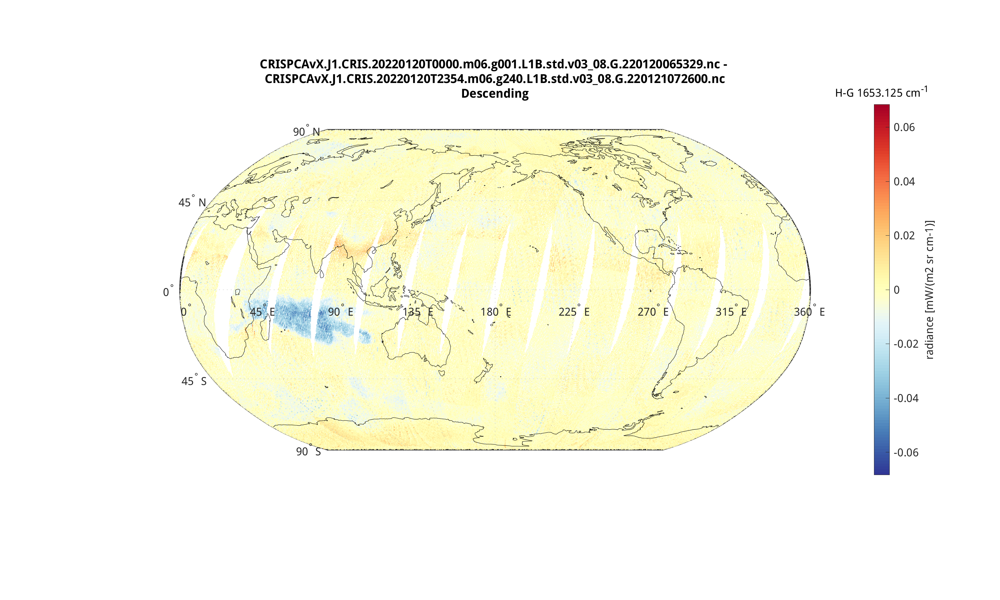 CRISPCAvX.J1.CRIS.20220120T0000.m06.g001.L1B.std.v03_08.G.220120065329.nc -
CRISPCAvX.J1.CRIS.20220120T2354.m06.g240.L1B.std.v03_08.G.220121072600.nc
Descending
H-G 1653.125 cm-1
90° N
45° N
0°
0° 45° E 90° E 135° E 180° E 225° E 270° E 315° E 360° E
45° S
90° S
0.06
0.04
0.02
0
-0.02
-0.04
-0.06
radiance [mW/(m2 sr cm-1)]